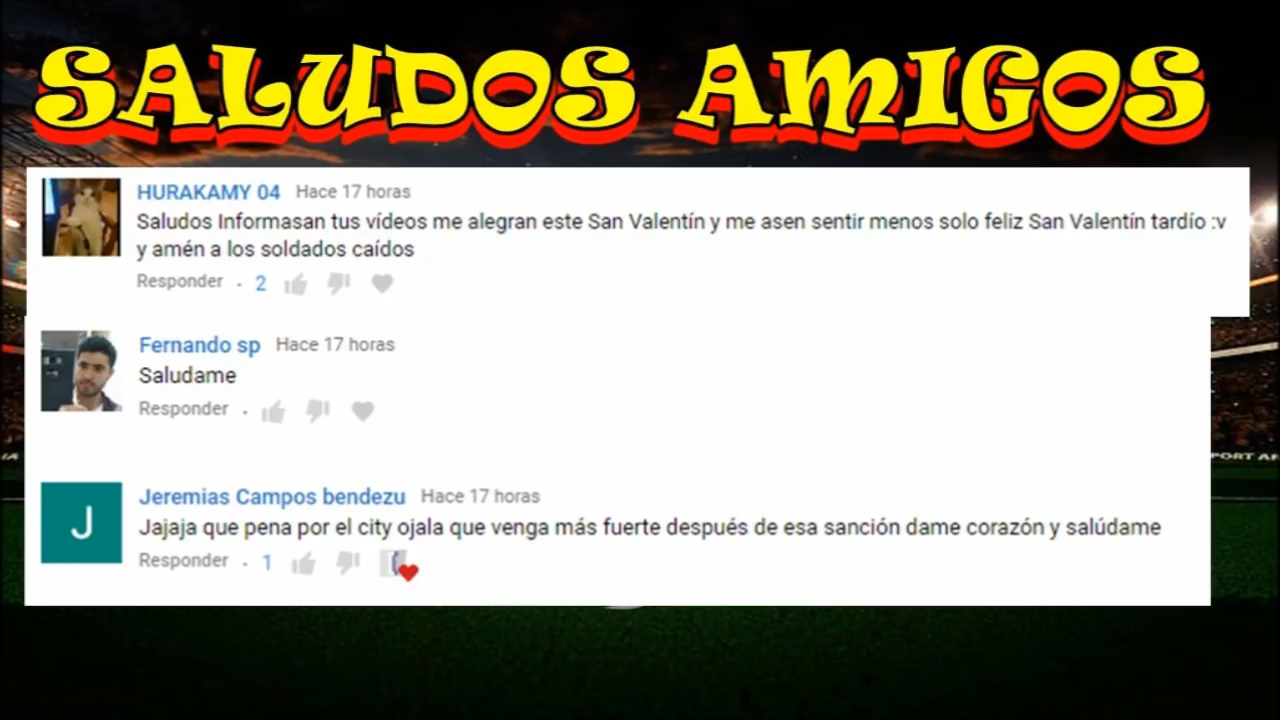 SALUDOS AMIGOS
HURAKAMY 04 Hace 17 horas
Saludos Informasan tus vídeos me alegran este San Valentín y me asen sentir menos solo feliz San Valentín tardío :v
y amén a los soldados caídos
Responder · 2
Fernando sp Hace 17 horas
Saludame
Responder ·
J
Jeremias Campos bendezu Hace 17 horas
Jajaja que pena por el city ojala que venga más fuerte después de esa sanción dame corazón y salúdame
Responder · 1